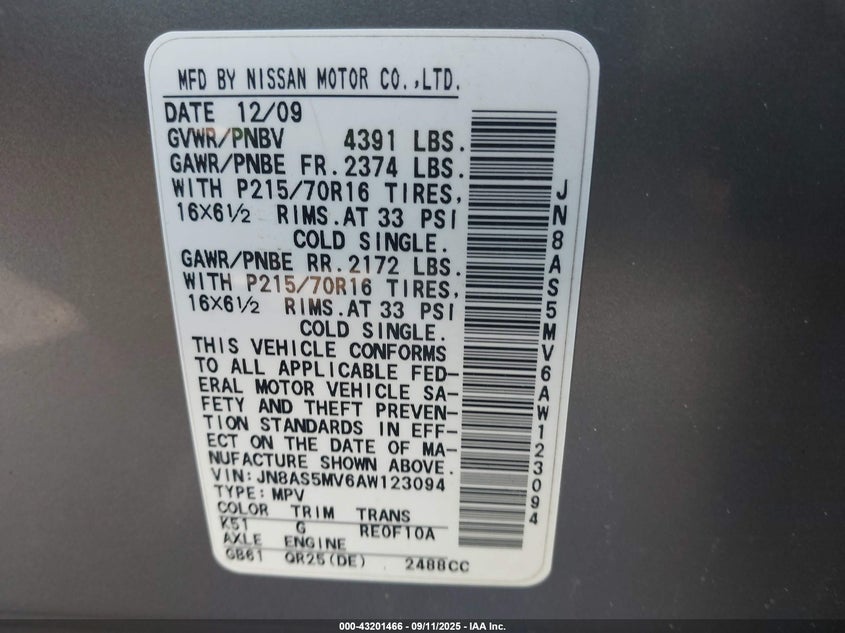 MFD BY NISSAN MOTOR CO.,LTD.
DATE 12/09
GVWR/PNBV 4391 LBS.
GAWR/PNBE FR.2374 LBS.
WITH P215/70R16 TIRES,
16X6½ RIMS.AT 33 PSI
COLD SINGLE.
GAWR/PNBE RR.2172 LBS.
WITH P215/70R16 TIRES,
16X6½ RIMS.AT 33 PSI
COLD SINGLE.
THIS VEHICLE CONFORMS
TO ALL APPLICABLE FED-
ERAL MOTOR VEHICLE SA-
FETY AND THEFT PREVEN-
TION STANDARDS IN EFF-
ECT ON THE DATE OF MA-
NUFACTURE SHOWN ABOVE.
VIN:JN8AS5MV6AW123094
TYPE:MPV
COLOR TRIM TRANS
K51 G RE0F10A
AXLE ENGINE
GB61 QR25(DE) 2488CC
JN8AS5MV6AW123094
000-43201466 - 09/11/2025 - IAA Inc.